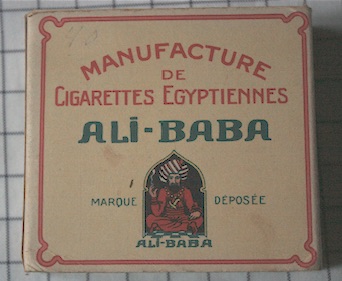 MANUFACTURE
DE
CIGARETTES EGYPTIENNES
ALi-BABA
MARQUE DÉPOSÉE
ALI-BABA